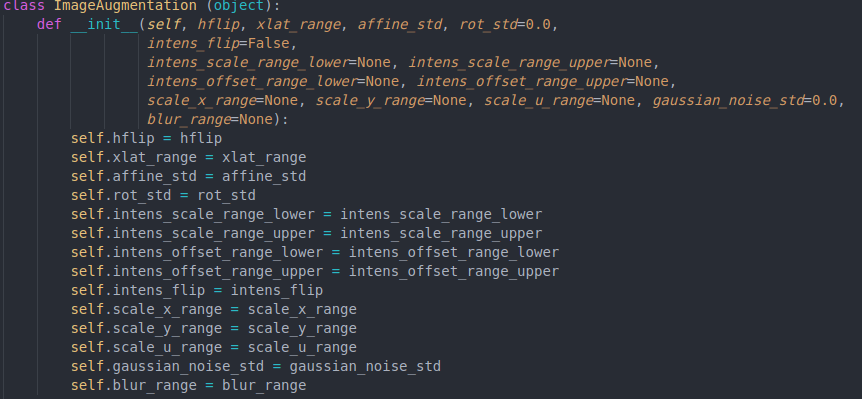 class ImageAugmentation (object):
    def __init__(self, hflip, xlat_range, affine_std, rot_std=0.0,
                 intens_flip=False,
                 intens_scale_range_lower=None, intens_scale_range_upper=None,
                 intens_offset_range_lower=None, intens_offset_range_upper=None,
                 scale_x_range=None, scale_y_range=None, scale_u_range=None, gaussian_noise_std=0.0,
                 blur_range=None):
        self.hflip = hflip
        self.xlat_range = xlat_range
        self.affine_std = affine_std
        self.rot_std = rot_std
        self.intens_scale_range_lower = intens_scale_range_lower
        self.intens_scale_range_upper = intens_scale_range_upper
        self.intens_offset_range_lower = intens_offset_range_lower
        self.intens_offset_range_upper = intens_offset_range_upper
        self.intens_flip = intens_flip
        self.scale_x_range = scale_x_range
        self.scale_y_range = scale_y_range
        self.scale_u_range = scale_u_range
        self.gaussian_noise_std = gaussian_noise_std
        self.blur_range = blur_range